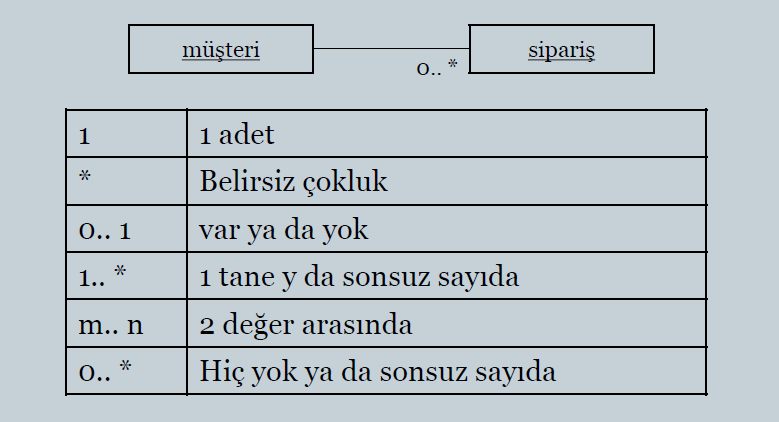 müşteri sipariş
0.. *
1 1 adet
* Belirsiz çokluk
0.. 1 var ya da yok
1.. * 1 tane y da sonsuz sayıda
m.. n 2 değer arasında
0.. * Hiç yok ya da sonsuz sayıda